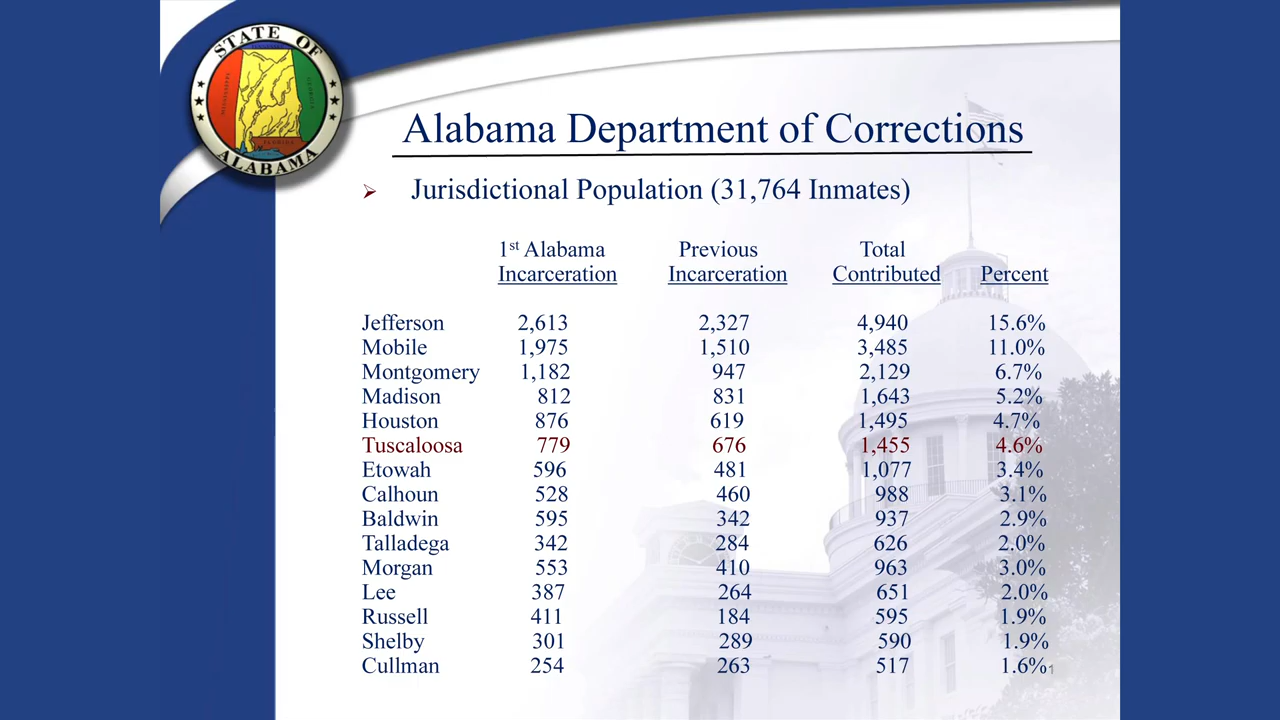 STATE OF
ALABAMA
Alabama Department of Corrections
Jurisdictional Population (31,764 Inmates)
1st Alabama Previous Total
Incarceration Incarceration Contributed Percent
Jefferson 2,613 2,327 4,940 15.6%
Mobile 1,975 1,510 3,485 11.0%
Montgomery 1,182 947 2,129 6.7%
Madison 812 831 1,643 5.2%
Houston 876 619 1,495 4.7%
Tuscaloosa 779 676 1,455 4.6%
Etowah 596 481 1,077 3.4%
Calhoun 528 460 988 3.1%
Baldwin 595 342 937 2.9%
Talladega 342 284 626 2.0%
Morgan 553 410 963 3.0%
Lee 387 264 651 2.0%
Russell 411 184 595 1.9%
Shelby 301 289 590 1.9%
Cullman 254 263 517 1.6%
1